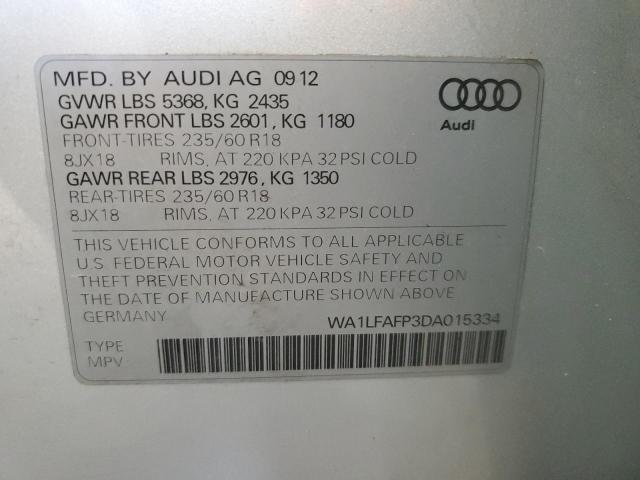 MFD. BY AUDI AG 0912
GVWR LBS 5368, KG 2435
GAWR FRONT LBS 2601, KG 1180
FRONT-TIRES 235/60 R18
8JX18 RIMS, AT 220 KPA 32 PSI COLD
GAWR REAR LBS 2976, KG 1350
REAR-TIRES 235/60 R18
8JX18 RIMS, AT 220 KPA 32 PSI COLD
Audi
THIS VEHICLE CONFORMS TO ALL APPLICABLE
U.S. FEDERAL MOTOR VEHICLE SAFETY AND
THEFT PREVENTION STANDARDS IN EFFECT ON
THE DATE OF MANUFACTURE SHOWN ABOVE
GERMANY
WA1LFAFP3DA015334
TYPE
MPV